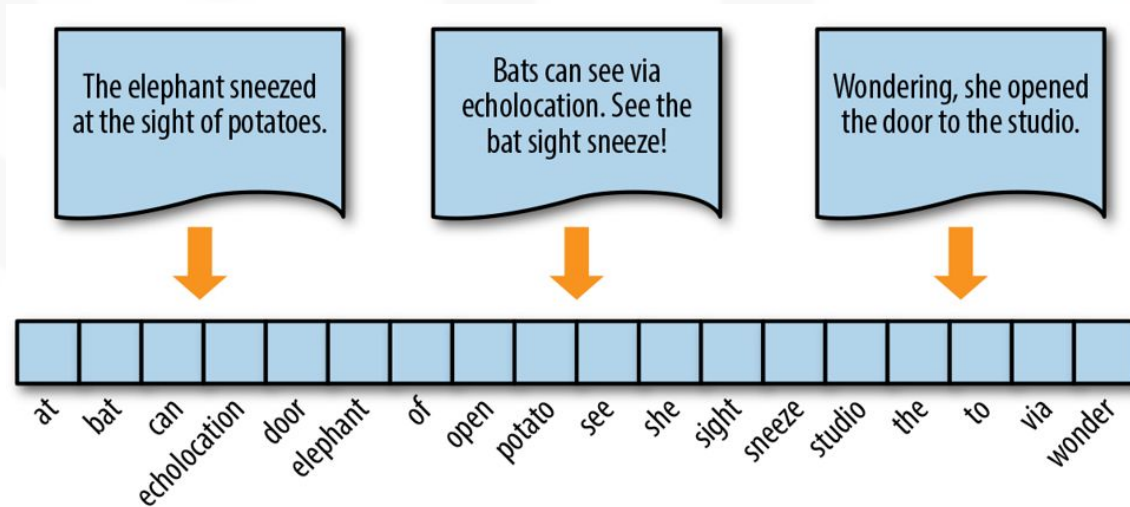 The elephant sneezed
at the sight of potatoes.
Bats can see via
echolocation. See the
bat sight sneeze!
Wondering, she opened
the door to the studio.
at
bat
can
echolocation
door
elephant
of
open
potato
see
she
sight
sneeze
studio
the
to
via
wonder